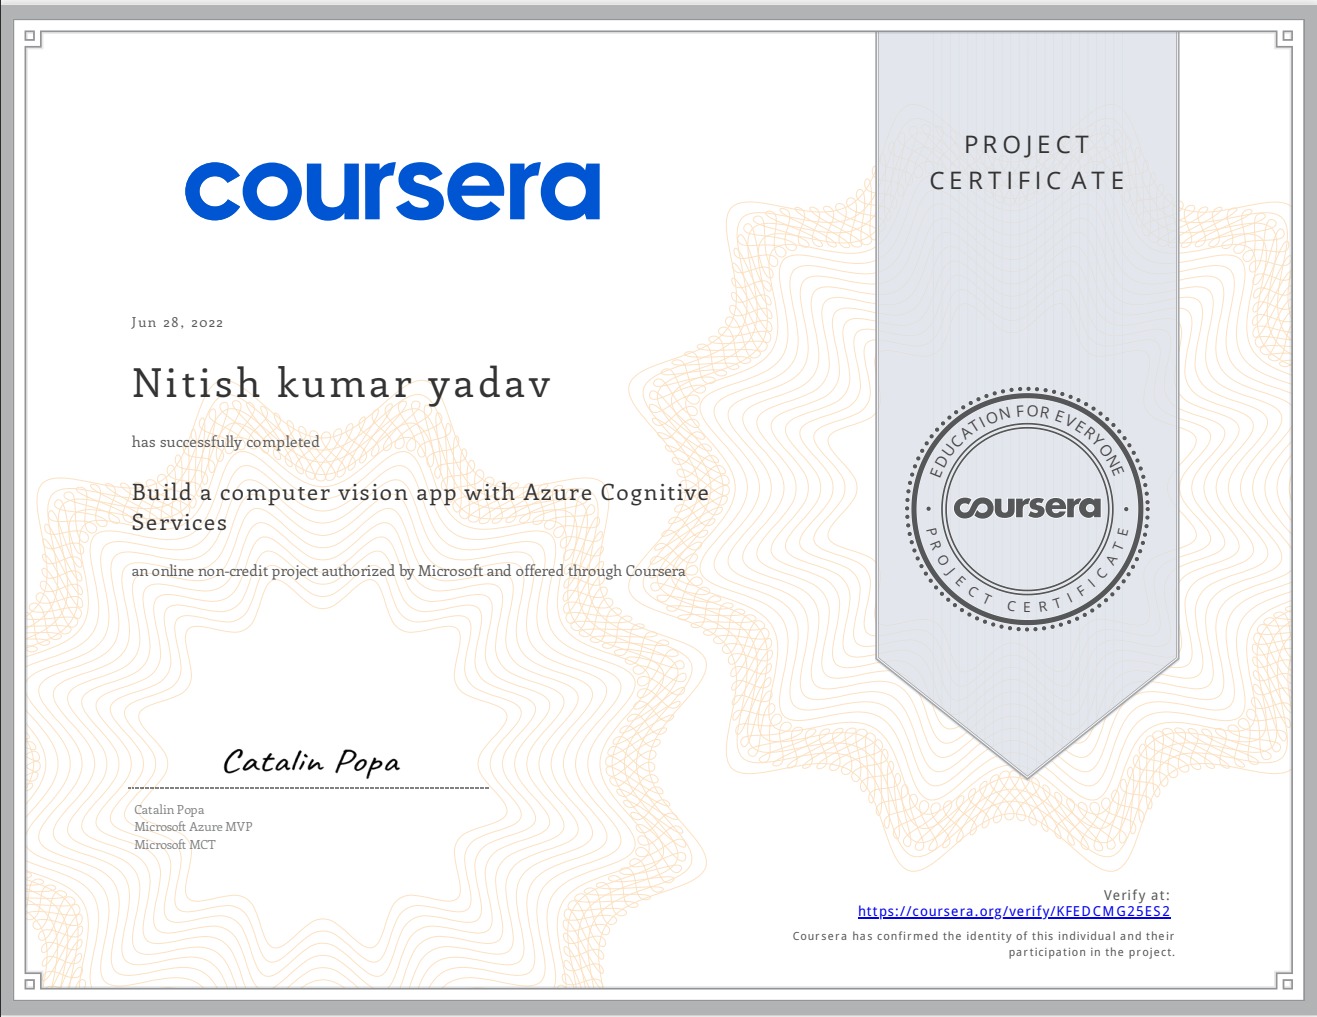 coursera
PROJECT
CERTIFICATE
Jun 28, 2022
Nitish kumar yadav
has successfully completed
Build a computer vision app with Azure Cognitive
Services
an online non-credit project authorized by Microsoft and offered through Coursera
EDUCATION FOR EVERYONE
coursera
PROJECT CERTIFICATE
Catalin Popa
Catalin Popa
Microsoft Azure MVP
Microsoft MCT
Verify at:
https://coursera.org/verify/KFEDCMG25ES2
Coursera has confirmed the identity of this individual and their
participation in the project.